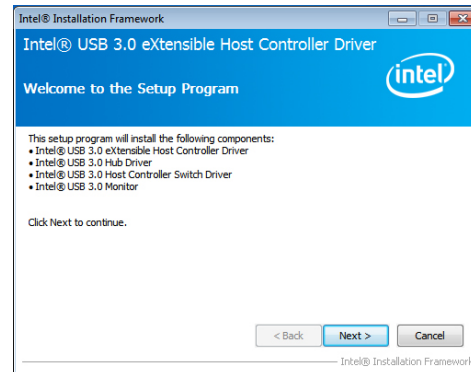 Intel® Installation Framework
Intel® USB 3.0 eXtensible Host Controller Driver
Welcome to the Setup Program
(intel)
This setup program will install the following components:
• Intel® USB 3.0 eXtensible Host Controller Driver
• Intel® USB 3.0 Hub Driver
• Intel® USB 3.0 Host Controller Switch Driver
• Intel® USB 3.0 Monitor
Click Next to continue.
< Back Next > Cancel
Intel® Installation Framework